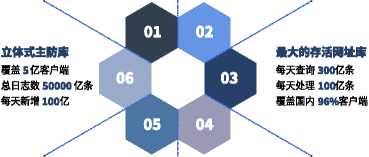 立体式主防库
覆盖 5 亿客户端
总日志数 50000 亿条
每天新增 100亿
01
02
03
04
05
06
最大的存活网址库
每天查询 300亿条
每天处理 100亿条
覆盖国内 96%客户端